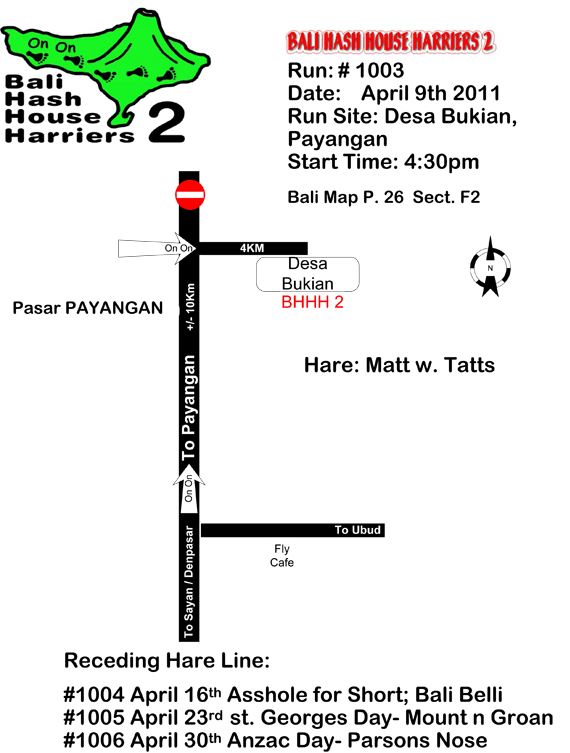 On On
Bali
Hash
House
Harriers 2
BALI HASH HOUSE HARRIERS 2
Run: # 1003
Date: April 9th 2011
Run Site: Desa Bukian,
Payangan
Start Time: 4:30pm
Bali Map P. 26 Sect. F2
On On
4KM
Desa
Bukian
BHHH 2
N
Pasar PAYANGAN
+/- 10Km
Hare: Matt w. Tatts
To Payangan
On On
To Ubud
Fly
Cafe
To Sayan / Denpasar
Receding Hare Line:
#1004 April 16th Asshole for Short; Bali Belli
#1005 April 23rd st. Georges Day- Mount n Groan
#1006 April 30th Anzac Day- Parsons Nose